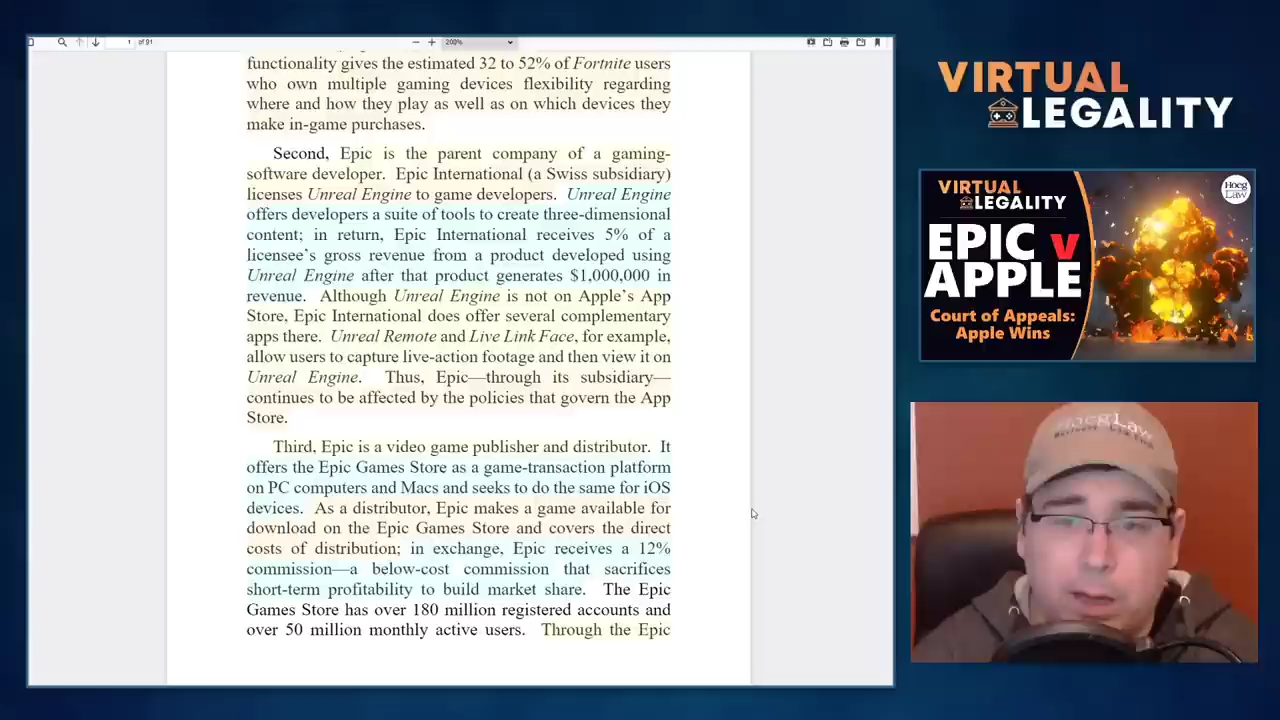 1 of 91
200%
functionality gives the estimated 32 to 52% of Fortnite users
who own multiple gaming devices flexibility regarding
where and how they play as well as on which devices they
make in-game purchases.
Second, Epic is the parent company of a gaming-
software developer. Epic International (a Swiss subsidiary)
licenses Unreal Engine to game developers. Unreal Engine
offers developers a suite of tools to create three-dimensional
content; in return, Epic International receives 5% of a
licensee's gross revenue from a product developed using
Unreal Engine after that product generates $1,000,000 in
revenue. Although Unreal Engine is not on Apple's App
Store, Epic International does offer several complementary
apps there. Unreal Remote and Live Link Face, for example,
allow users to capture live-action footage and then view it on
Unreal Engine. Thus, Epic—through its subsidiary—
continues to be affected by the policies that govern the App
Store.
Third, Epic is a video game publisher and distributor. It
offers the Epic Games Store as a game-transaction platform
on PC computers and Macs and seeks to do the same for iOS
devices. As a distributor, Epic makes a game available for
download on the Epic Games Store and covers the direct
costs of distribution; in exchange, Epic receives a 12%
commission—a below-cost commission that sacrifices
short-term profitability to build market share. The Epic
Games Store has over 180 million registered accounts and
over 50 million monthly active users. Through the Epic
VIRTUAL
LEGALITY
VIRTUAL
LEGALITY
Hoeg
Law
EPIC v
APPLE
Court of Appeals:
Apple Wins
HoegLaw